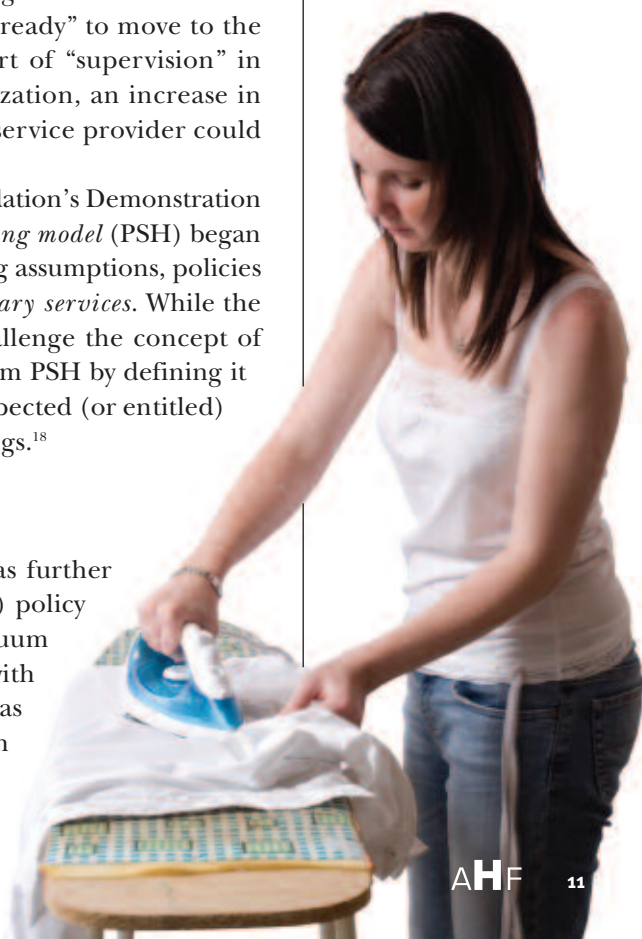 ready” to move to the
rt of “supervision” in
zation, an increase in
service provider could
lation’s Demonstration
ng model (PSH) began
g assumptions, policies
ary services. While the
allenge the concept of
m PSH by defining it
pected (or entitled)
gs.18
as further
) policy
uum
with
as
n
AHF 11